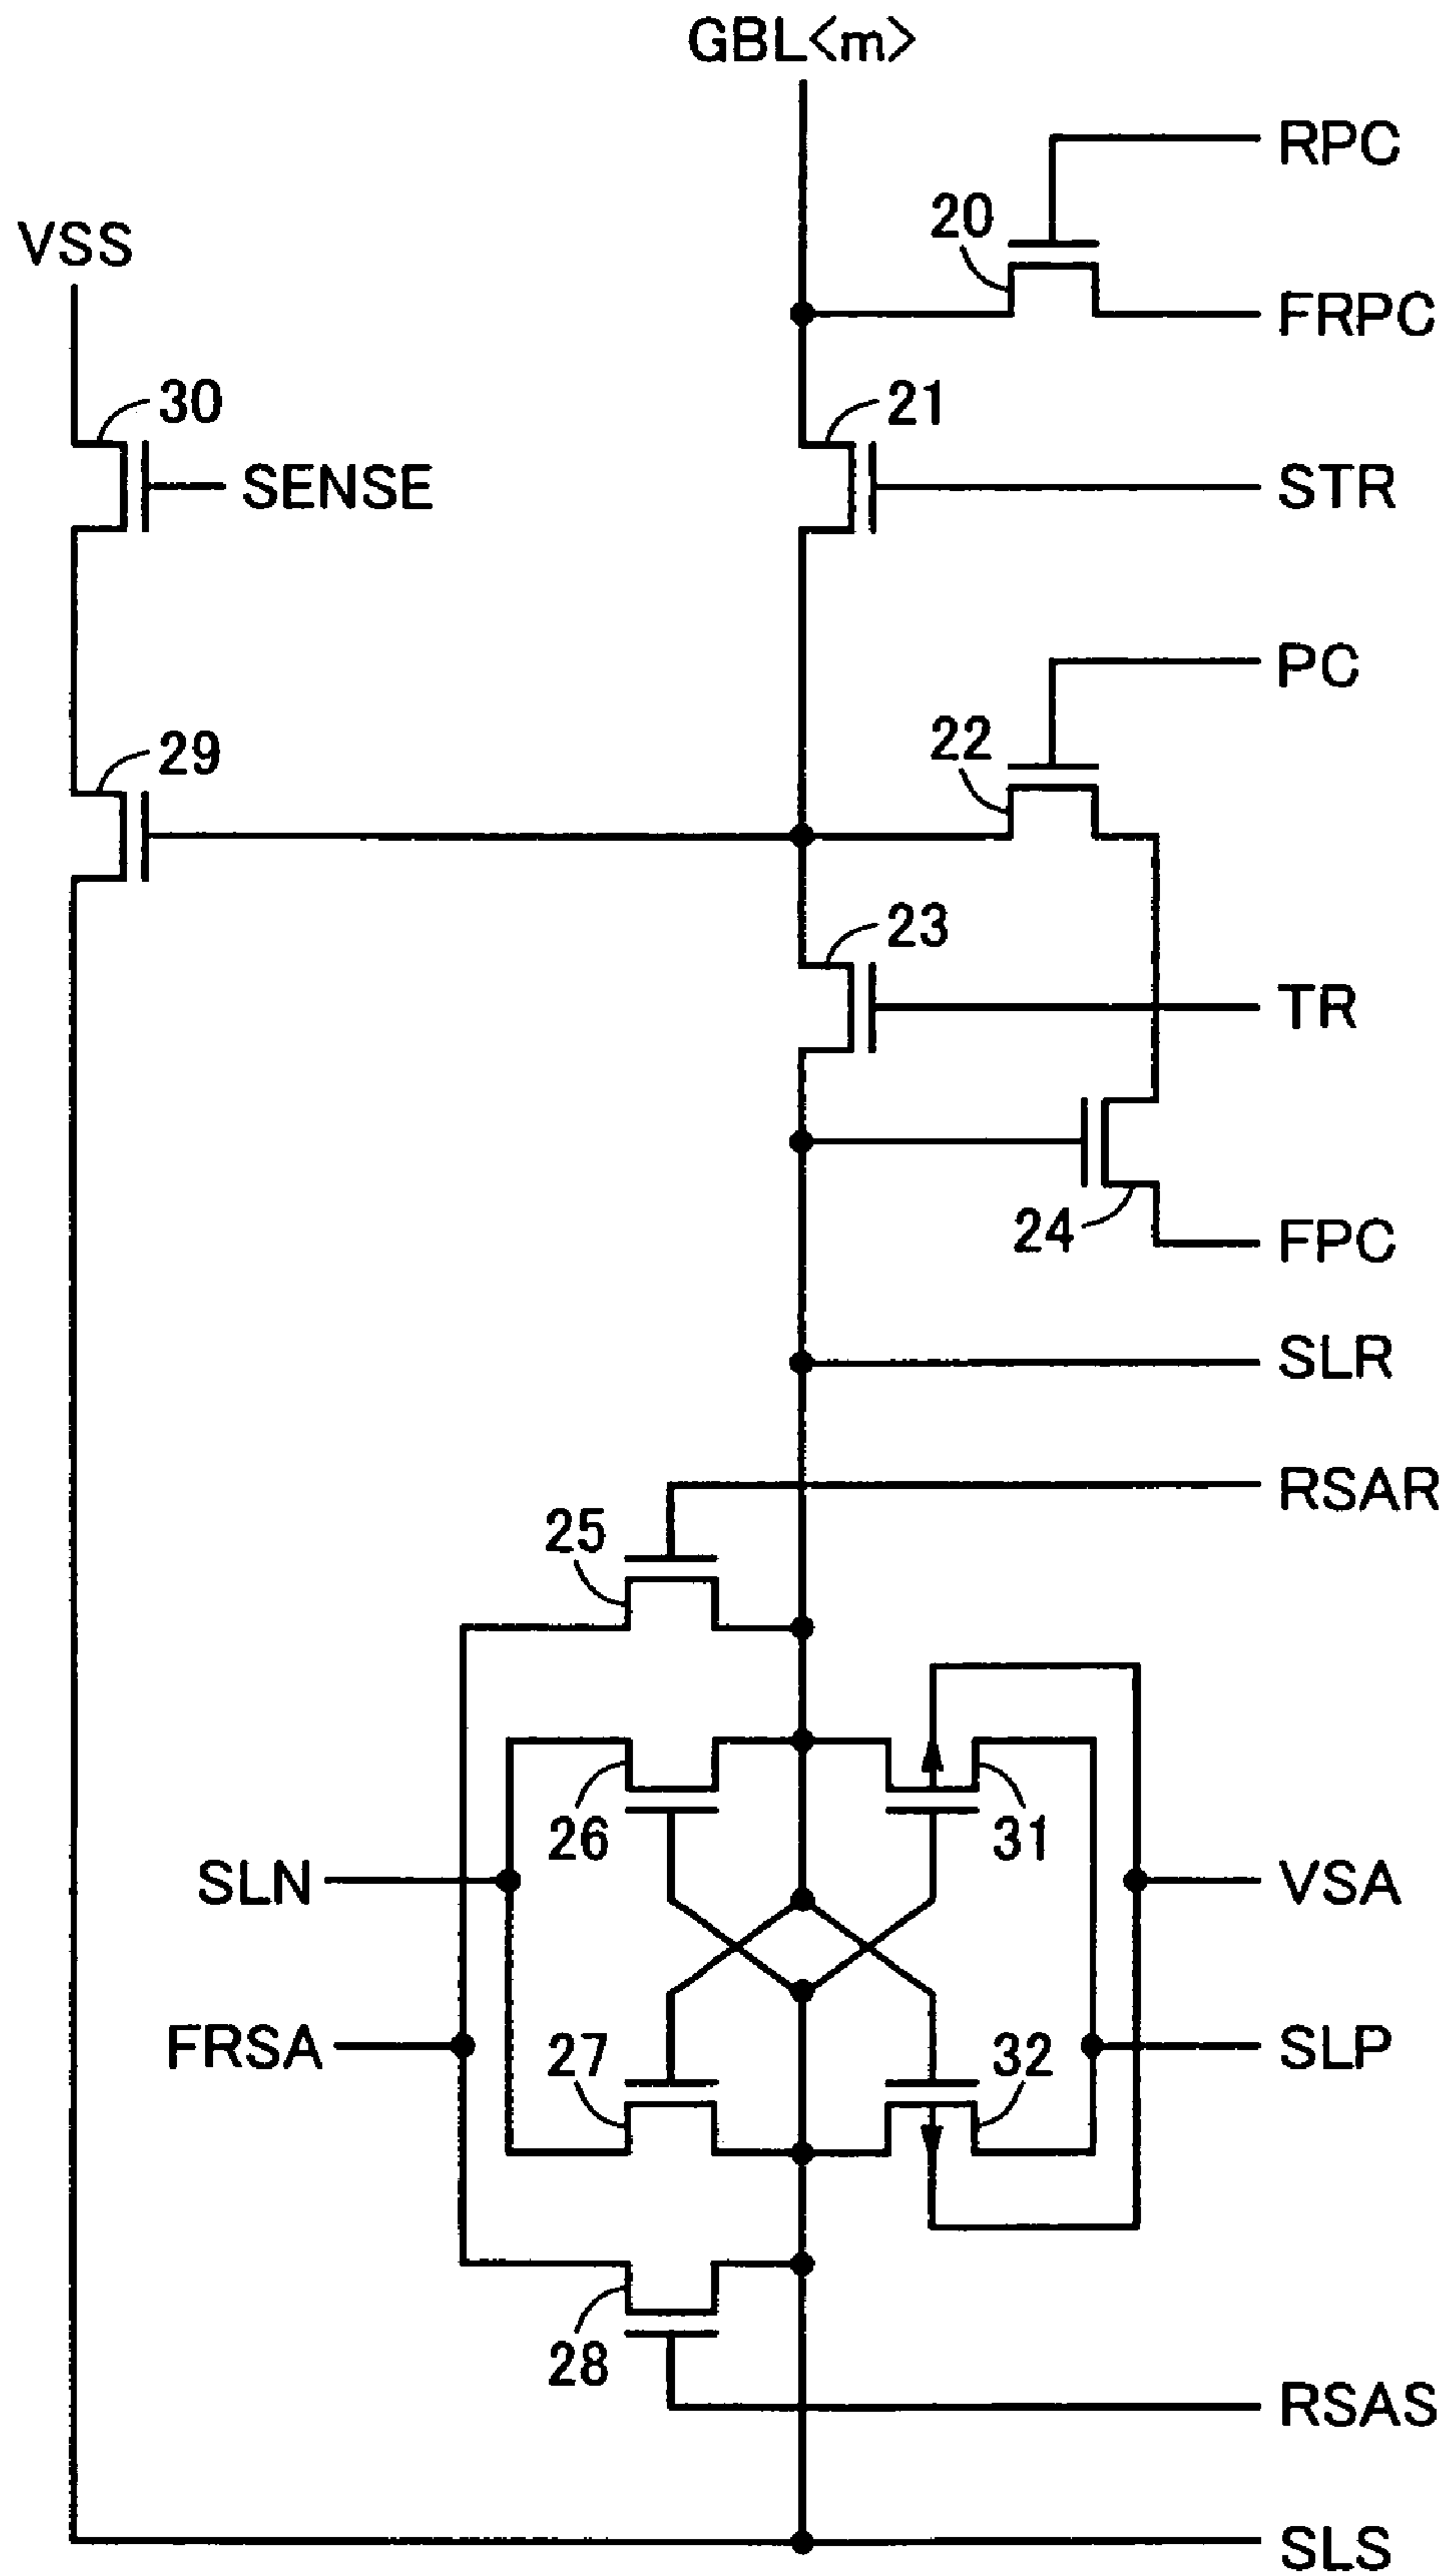 GBL<m>
RPC
20
VSS
FRPC
30
21
SENSE
STR
PC
22
29
23
TR
24
FPC
SLR
RSAR
25
26
31
SLN
VSA
27
32
FRSA
SLP
28
RSAS
SLS